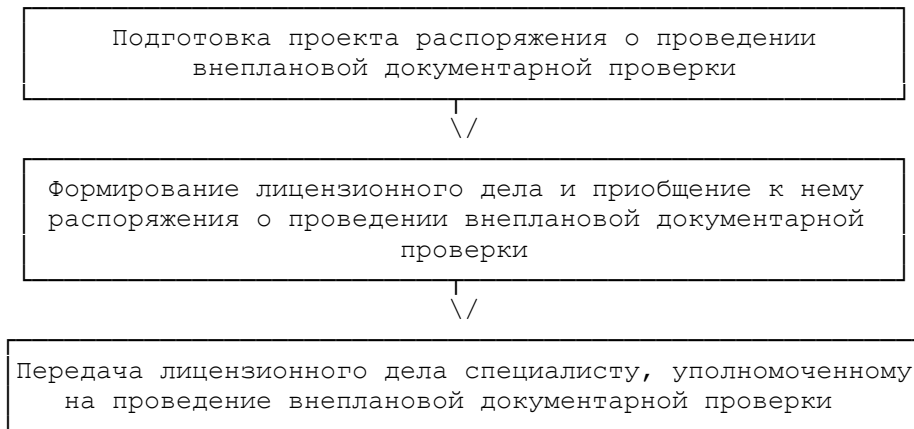 Подготовка проекта распоряжения о проведении
внеплановой документарной проверки
\/
Формирование лицензионного дела и приобщение к нему
распоряжения о проведении внеплановой документарной
проверки
\/
Передача лицензионного дела специалисту, уполномоченному
на проведение внеплановой документарной проверки